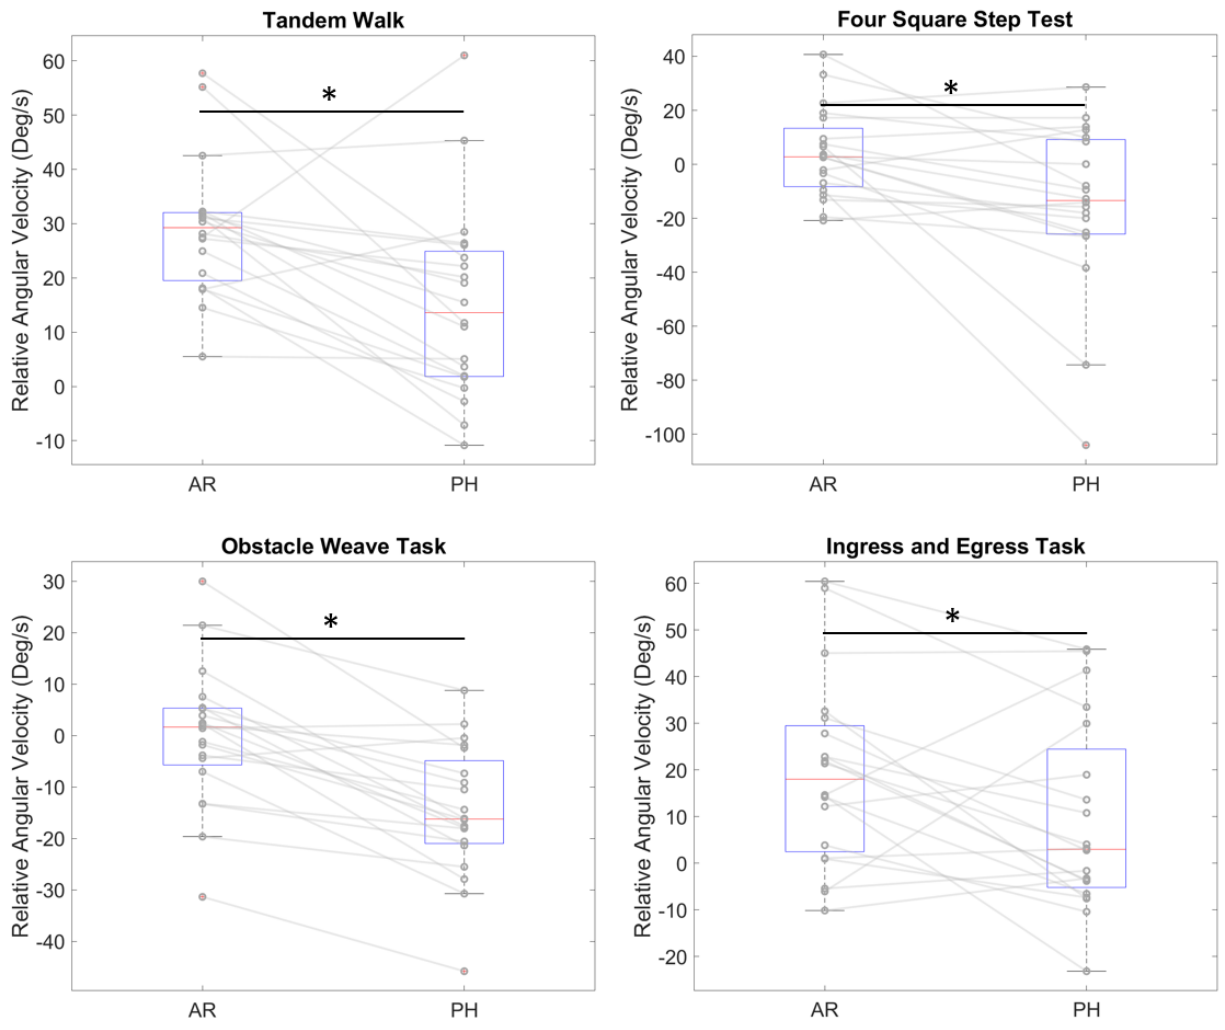 Tandem Walk
Relative Angular Velocity (Deg/s)
60
50
40
30
20
10
0
-10
*
AR
PH
Four Square Step Test
Relative Angular Velocity (Deg/s)
40
20
0
-20
-40
-60
-80
-100
*
AR
PH
Obstacle Weave Task
Relative Angular Velocity (Deg/s)
30
20
10
0
-10
-20
-30
-40
*
AR
PH
Ingress and Egress Task
Relative Angular Velocity (Deg/s)
60
50
40
30
20
10
0
-10
-20
*
AR
PH